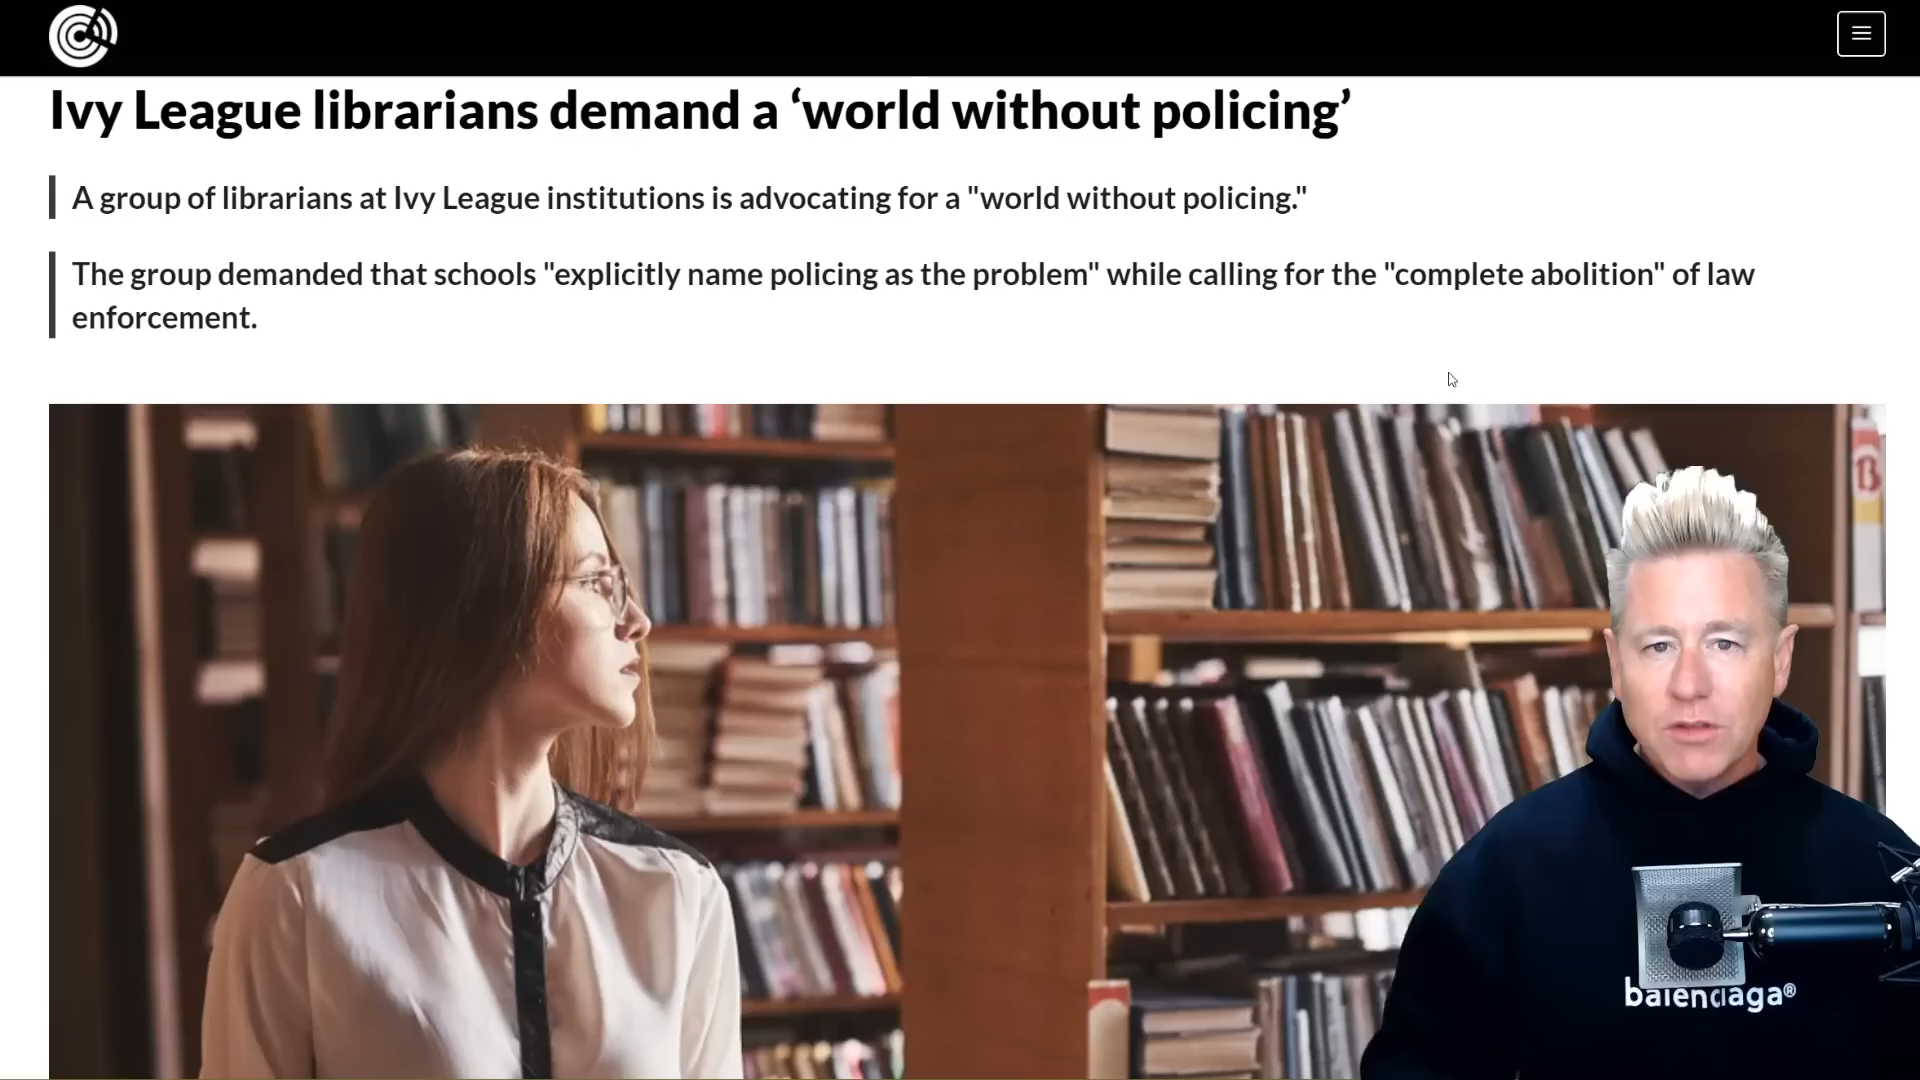 Ivy League librarians demand a ‘world without policing’
A group of librarians at Ivy League institutions is advocating for a "world without policing."
The group demanded that schools "explicitly name policing as the problem" while calling for the "complete abolition" of law
enforcement.
B
balenciaga®